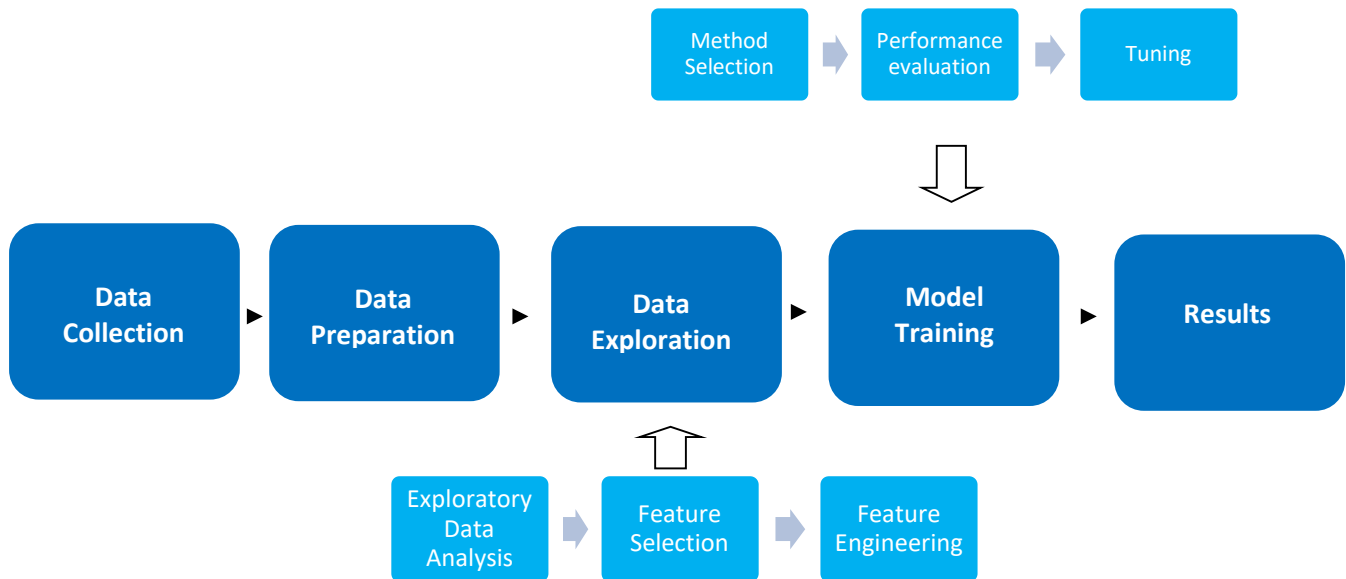 Method
Selection
Performance
evaluation
Tuning
Data
Collection
Data
Preparation
Data
Exploration
Model
Training
Results
Exploratory
Data
Analysis
Feature
Selection
Feature
Engineering